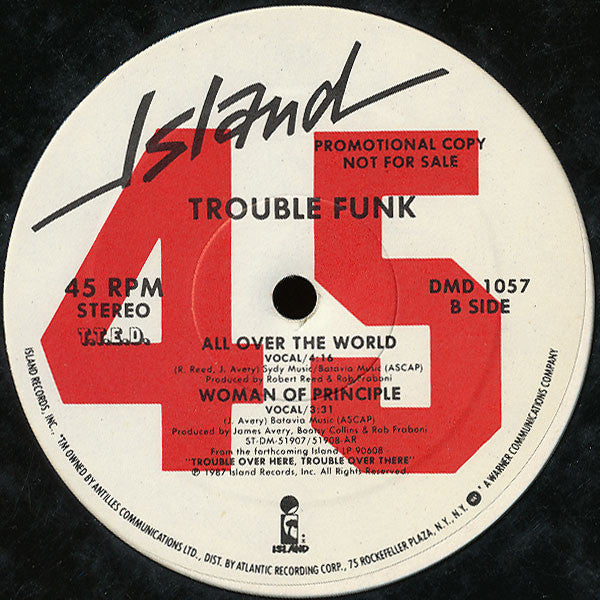 Island
45
PROMOTIONAL COPY
NOT FOR SALE
TROUBLE FUNK
45 RPM
STEREO
T.T.E.D.
DMD 1057
B SIDE
ALL OVER THE WORLD
VOCAL/4:16
(R. Reed, J. Avery) Sydy Music/Batavia Music (ASCAP)
Produced by Robert Reed & Rob Fraboni
WOMAN OF PRINCIPLE
VOCAL/3:31
(J. Avery) Batavia Music (ASCAP)
Produced by James Avery, Bootsy Collins & Rob Fraboni
ST-DM-51907/51908-AR
From the forthcoming Island LP 90608
"TROUBLE OVER HERE, TROUBLE OVER THERE"
℗ 1987 Island Records, Inc. All Rights Reserved.
ISLAND
ISLAND RECORDS, INC., *TM OWNED BY ANTILLES COMMUNICATIONS LTD., DIST. BY ATLANTIC RECORDING CORP., 75 ROCKEFELLER PLAZA, N.Y., N.Y. * A WARNER COMMUNICATIONS COMPANY